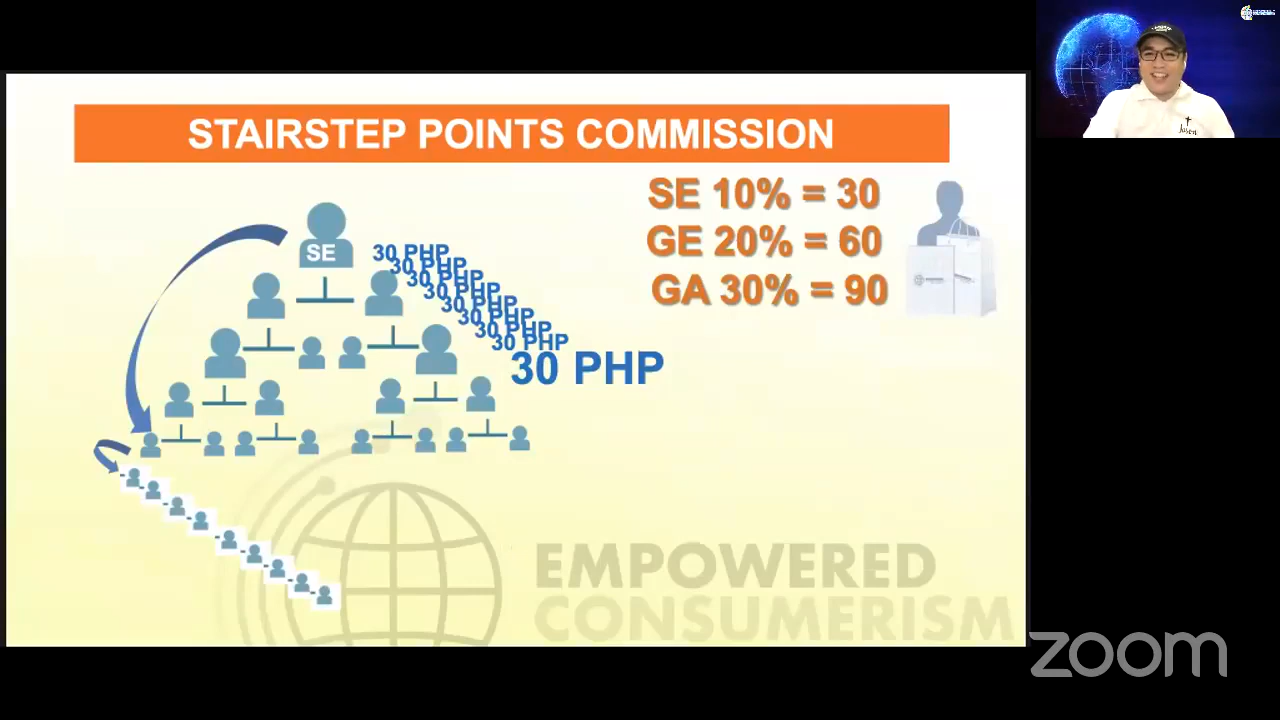 STAIRSTEP POINTS COMMISSION
SE 10% = 30
GE 20% = 60
GA 30% = 90
SE
30 PHP
30 PHP
30 PHP
30 PHP
30 PHP
30 PHP
30 PHP
30 PHP
30 PHP
EMPOWERED
CONSUMERISM
zoom